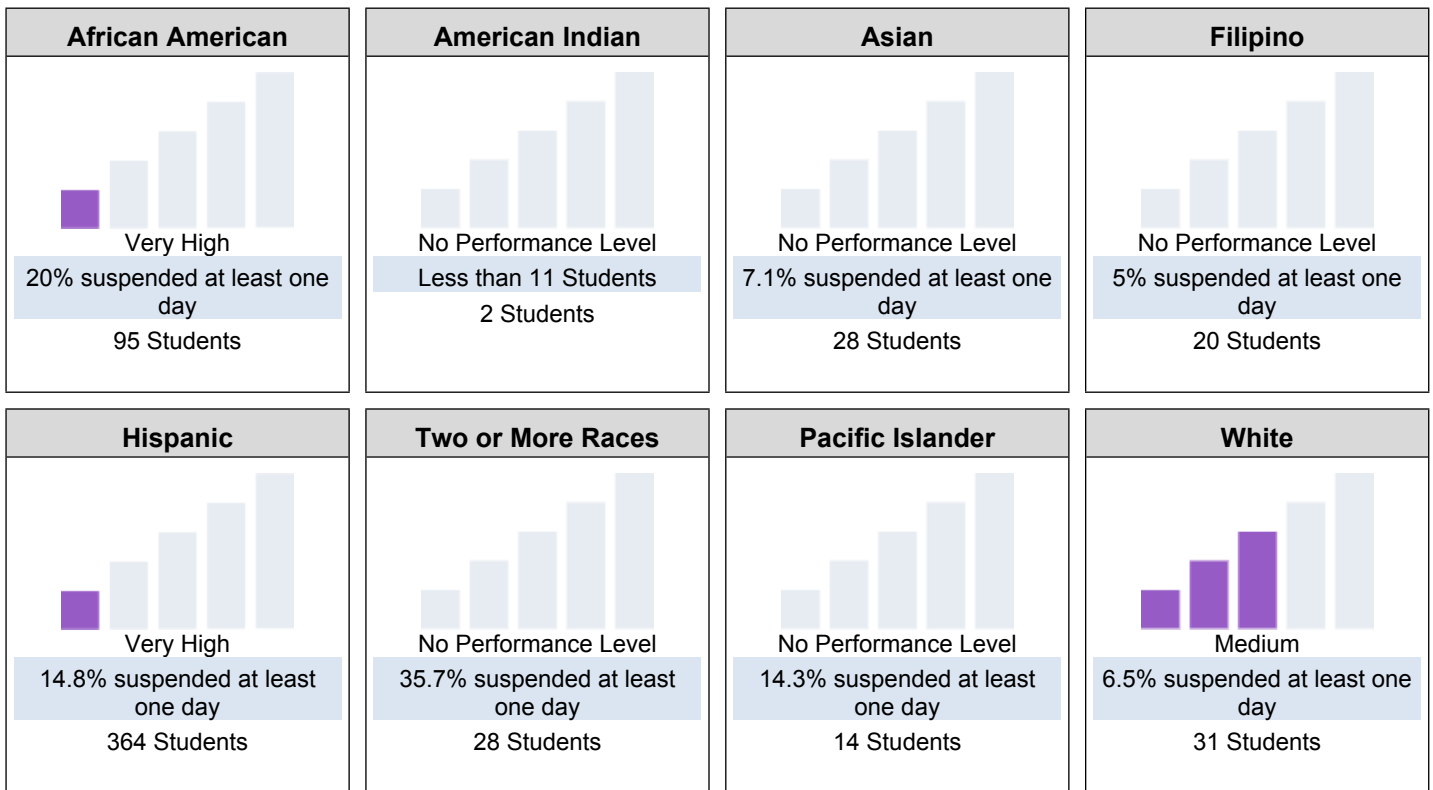 African American
Very High
20% suspended at least one
day
95 Students
American Indian
No Performance Level
Less than 11 Students
2 Students
Asian
No Performance Level
7.1% suspended at least one
day
28 Students
Filipino
No Performance Level
5% suspended at least one
day
20 Students
Hispanic
Very High
14.8% suspended at least
one day
364 Students
Two or More Races
No Performance Level
35.7% suspended at least
one day
28 Students
Pacific Islander
No Performance Level
14.3% suspended at least
one day
14 Students
White
Medium
6.5% suspended at least one
day
31 Students